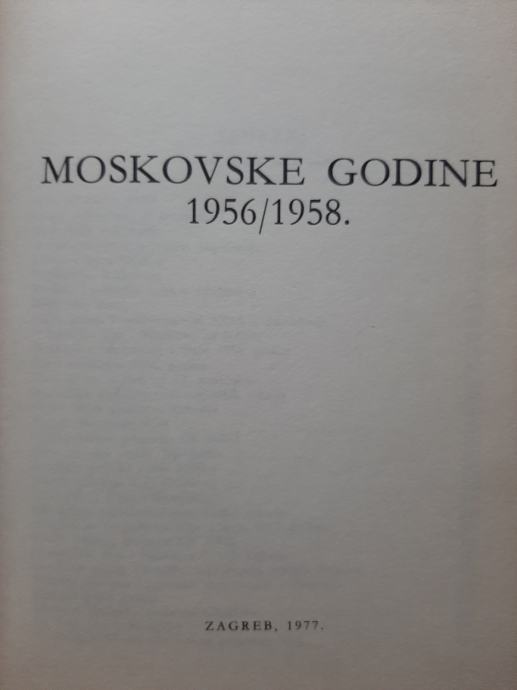 MOSKOVSKE GODINE
1956/1958.
ZAGREB, 1977.